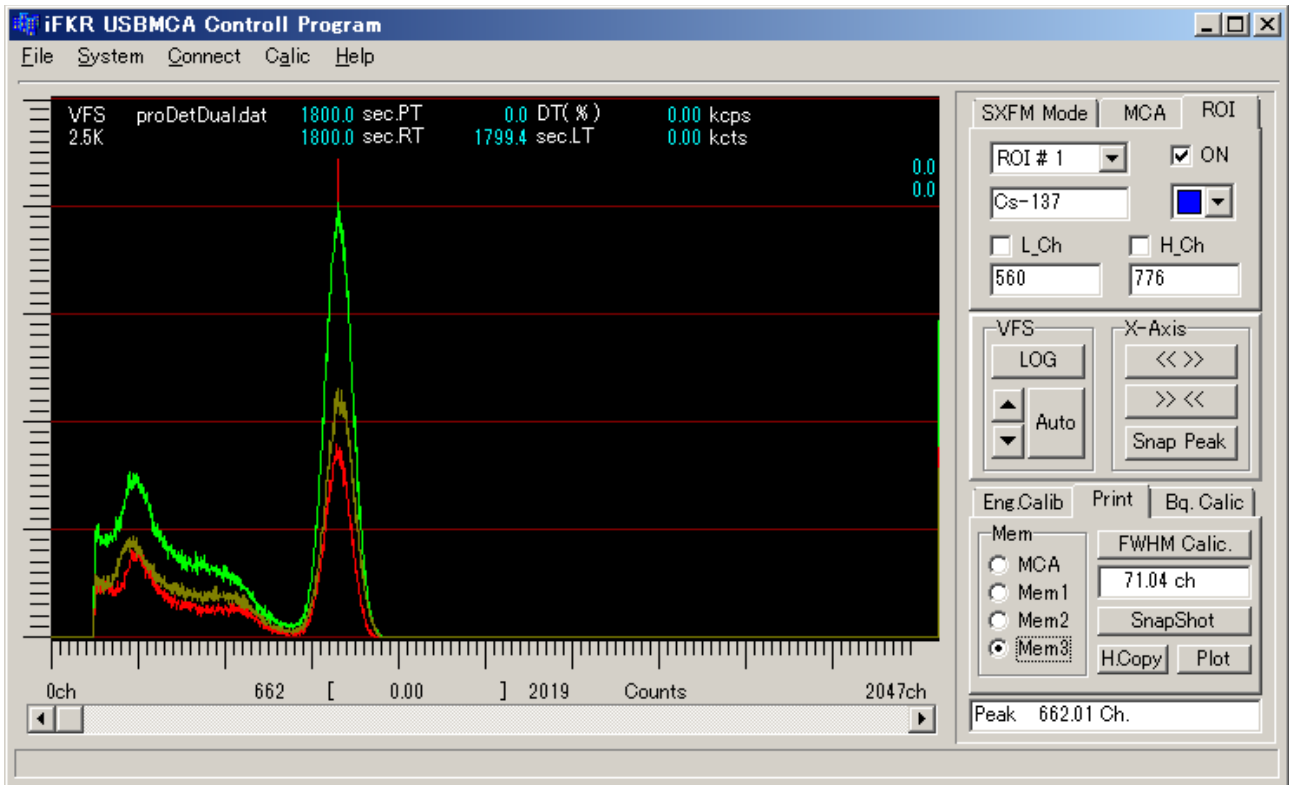 iFKR USBMCA Controll Program
File System Connect Calic Help
VFS proDetDual.dat 1800.0 sec.PT 0.0 DT(%) 0.00 kcps
2.5K 1800.0 sec.RT 1799.4 sec.LT 0.00 kcts
0.0
0.0
0ch 662 [ 0.00 ] 2019 Counts 2047ch
SXFM Mode MCA ROI
ROI # 1 ON
Cs-137
L_Ch H_Ch
560 776
VFS X-Axis
LOG << >>
>> <<
Auto
Snap Peak
Eng.Calib Print Bq. Calic
Mem FWHM Calic.
MCA
71.04 ch
Mem1
Mem2 SnapShot
Mem3 H.Copy Plot
Peak 662.01 Ch.